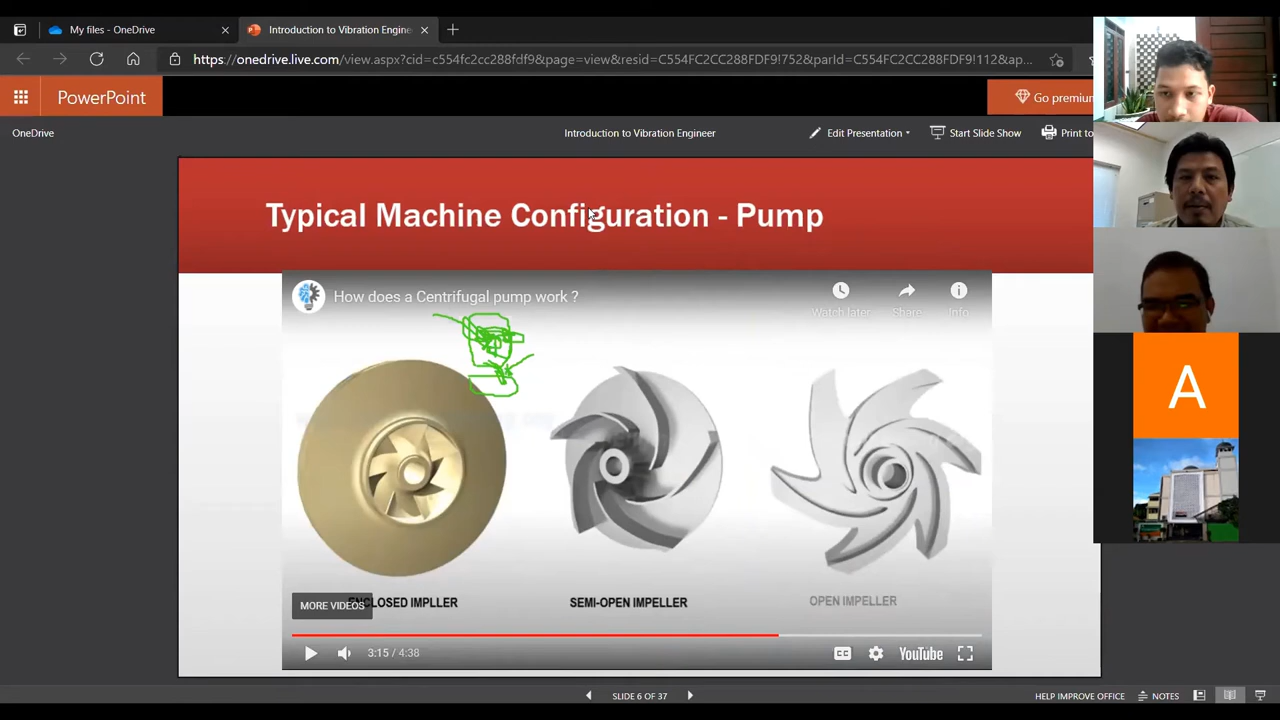 My files - OneDrive
Introduction to Vibration Engine
https://onedrive.live.com/view.aspx?cid=c554fc2cc288fdf9&page=view&resid=C554FC2CC288FDF9!752&parId=C554FC2CC288FDF9!112&ap...
PowerPoint
Go premium
OneDrive
Introduction to Vibration Engineer
Edit Presentation
Start Slide Show
Print to
Typical Machine Configuration - Pump
How does a Centrifugal pump work ?
Watch later
Share
Info
A
ENCLOSED IMPLLER
SEMI-OPEN IMPELLER
OPEN IMPELLER
MORE VIDEOS
3:15 / 4:38
CC
YouTube
SLIDE 6 OF 37
HELP IMPROVE OFFICE
NOTES